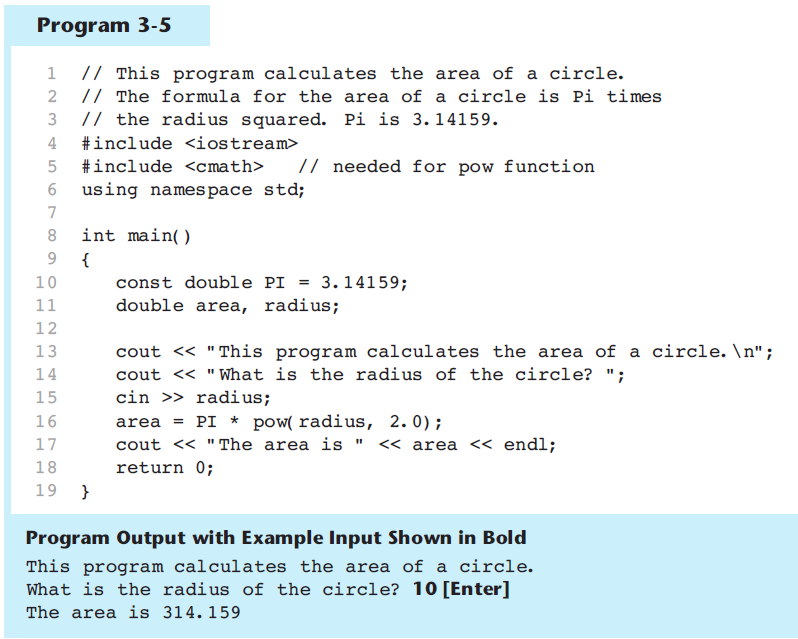 Program 3-5
1 // This program calculates the area of a circle.
2 // The formula for the area of a circle is Pi times
3 // the radius squared. Pi is 3.14159.
4 #include <iostream>
5 #include <cmath> // needed for pow function
6 using namespace std;
7
8 int main()
9 {
10 const double PI = 3.14159;
11 double area, radius;
12
13 cout << "This program calculates the area of a circle.\n";
14 cout << "What is the radius of the circle? ";
15 cin >> radius;
16 area = PI * pow(radius, 2.0);
17 cout << "The area is " << area << endl;
18 return 0;
19 }
Program Output with Example Input Shown in Bold
This program calculates the area of a circle.
What is the radius of the circle? 10 [Enter]
The area is 314.159